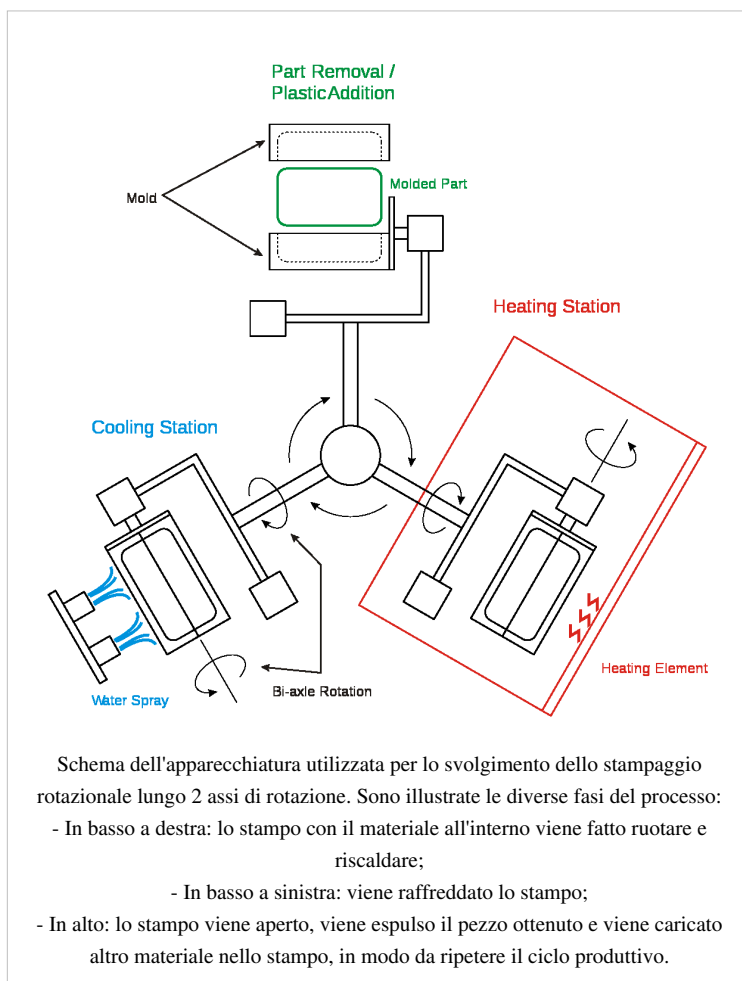 Part Removal /
Plastic Addition
Mold
Molded Part
Heating Station
Cooling Station
Water Spray
Bi-axle Rotation
Heating Element
Schema dell'apparecchiatura utilizzata per lo svolgimento dello stampaggio
rotazionale lungo 2 assi di rotazione. Sono illustrate le diverse fasi del processo:
- In basso a destra: lo stampo con il materiale all'interno viene fatto ruotare e
riscaldare;
- In basso a sinistra: viene raffreddato lo stampo;
- In alto: lo stampo viene aperto, viene espulso il pezzo ottenuto e viene caricato
altro materiale nello stampo, in modo da ripetere il ciclo produttivo.